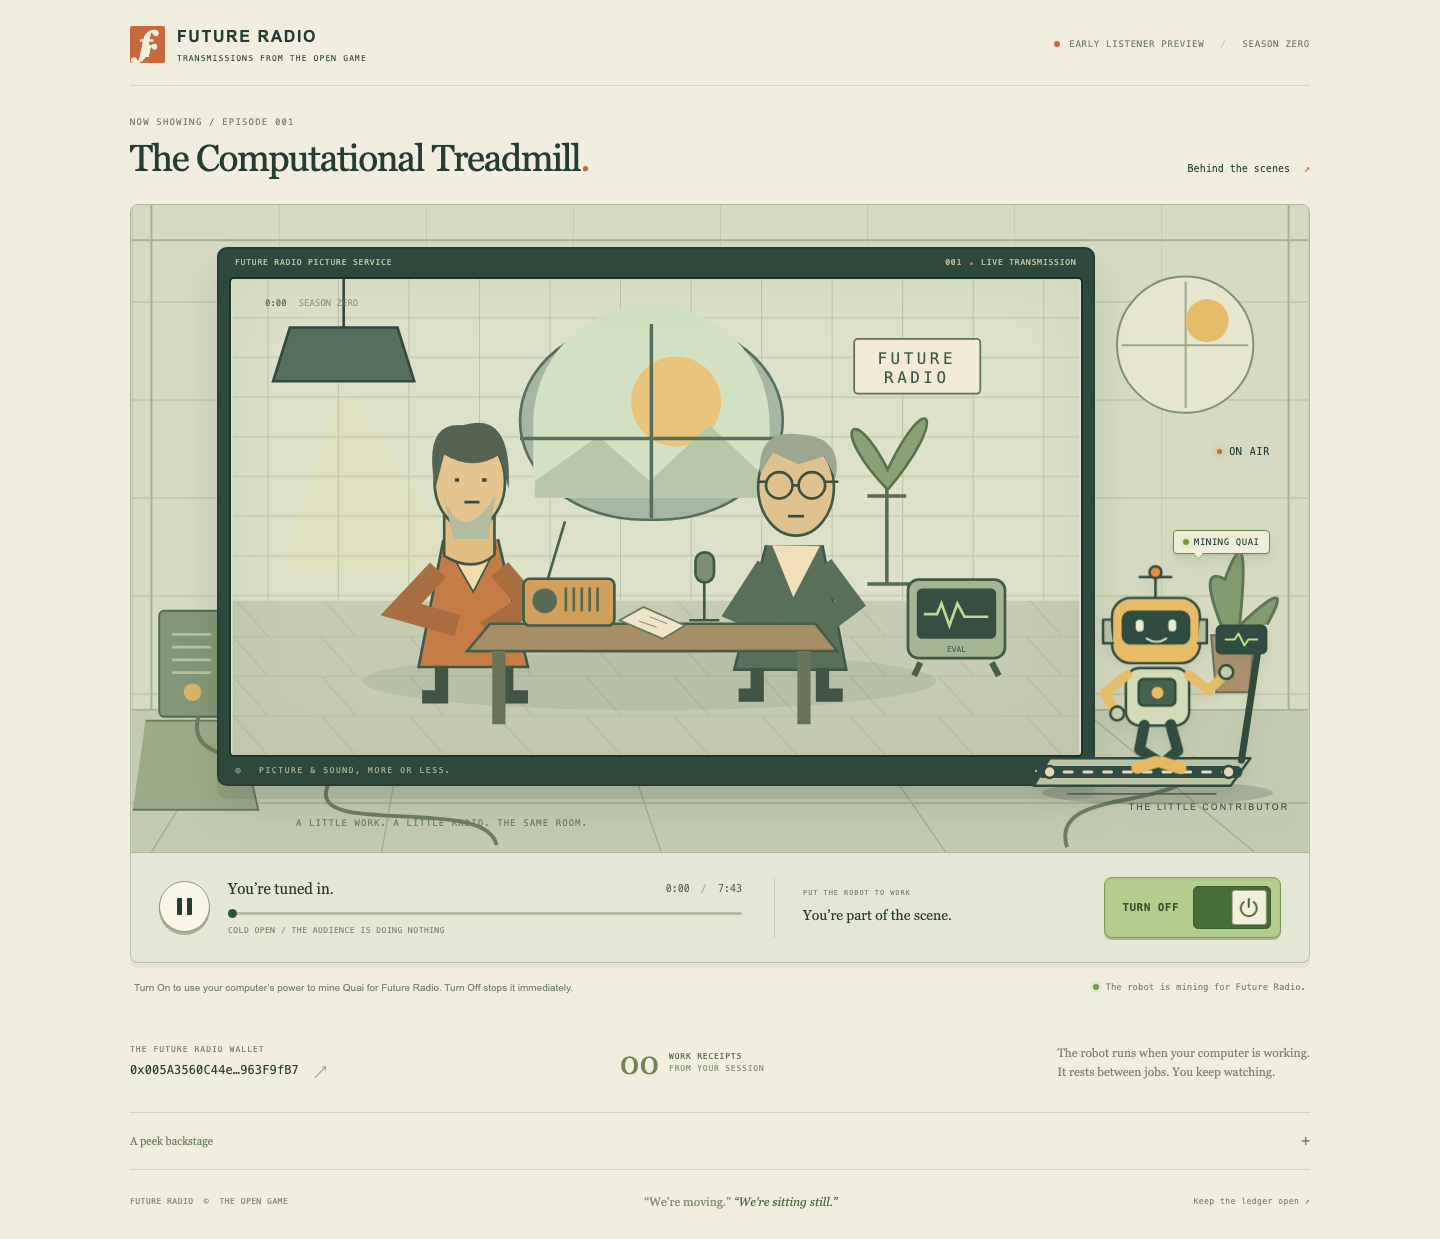 FUTURE RADIO
TRANSMISSIONS FROM THE OPEN GAME
EARLY LISTENER PREVIEW / SEASON ZERO
NOW SHOWING / EPISODE 001
The Computational Treadmill.
Behind the scenes ↗
FUTURE RADIO PICTURE SERVICE
001 • LIVE TRANSMISSION
0:00 SEASON ZERO
FUTURE
RADIO
ON AIR
MINING QUAI
EVAL
PICTURE & SOUND, MORE OR LESS.
THE LITTLE CONTRIBUTOR
A LITTLE WORK. A LITTLE RADIO. THE SAME ROOM.
You’re tuned in.
0:00 / 7:43
COLD OPEN / THE AUDIENCE IS DOING NOTHING
PUT THE ROBOT TO WORK
You’re part of the scene.
TURN OFF
Turn On to use your computer's power to mine Quai for Future Radio. Turn Off stops it immediately.
The robot is mining for Future Radio.
THE FUTURE RADIO WALLET
0x005A3560C44e…963F9fB7 ↗
00
WORK RECEIPTS
FROM YOUR SESSION
The robot runs when your computer is working.
It rests between jobs. You keep watching.
A peek backstage +
FUTURE RADIO © THE OPEN GAME
“We're moving.” “We're sitting still.”
Keep the ledger open ↗